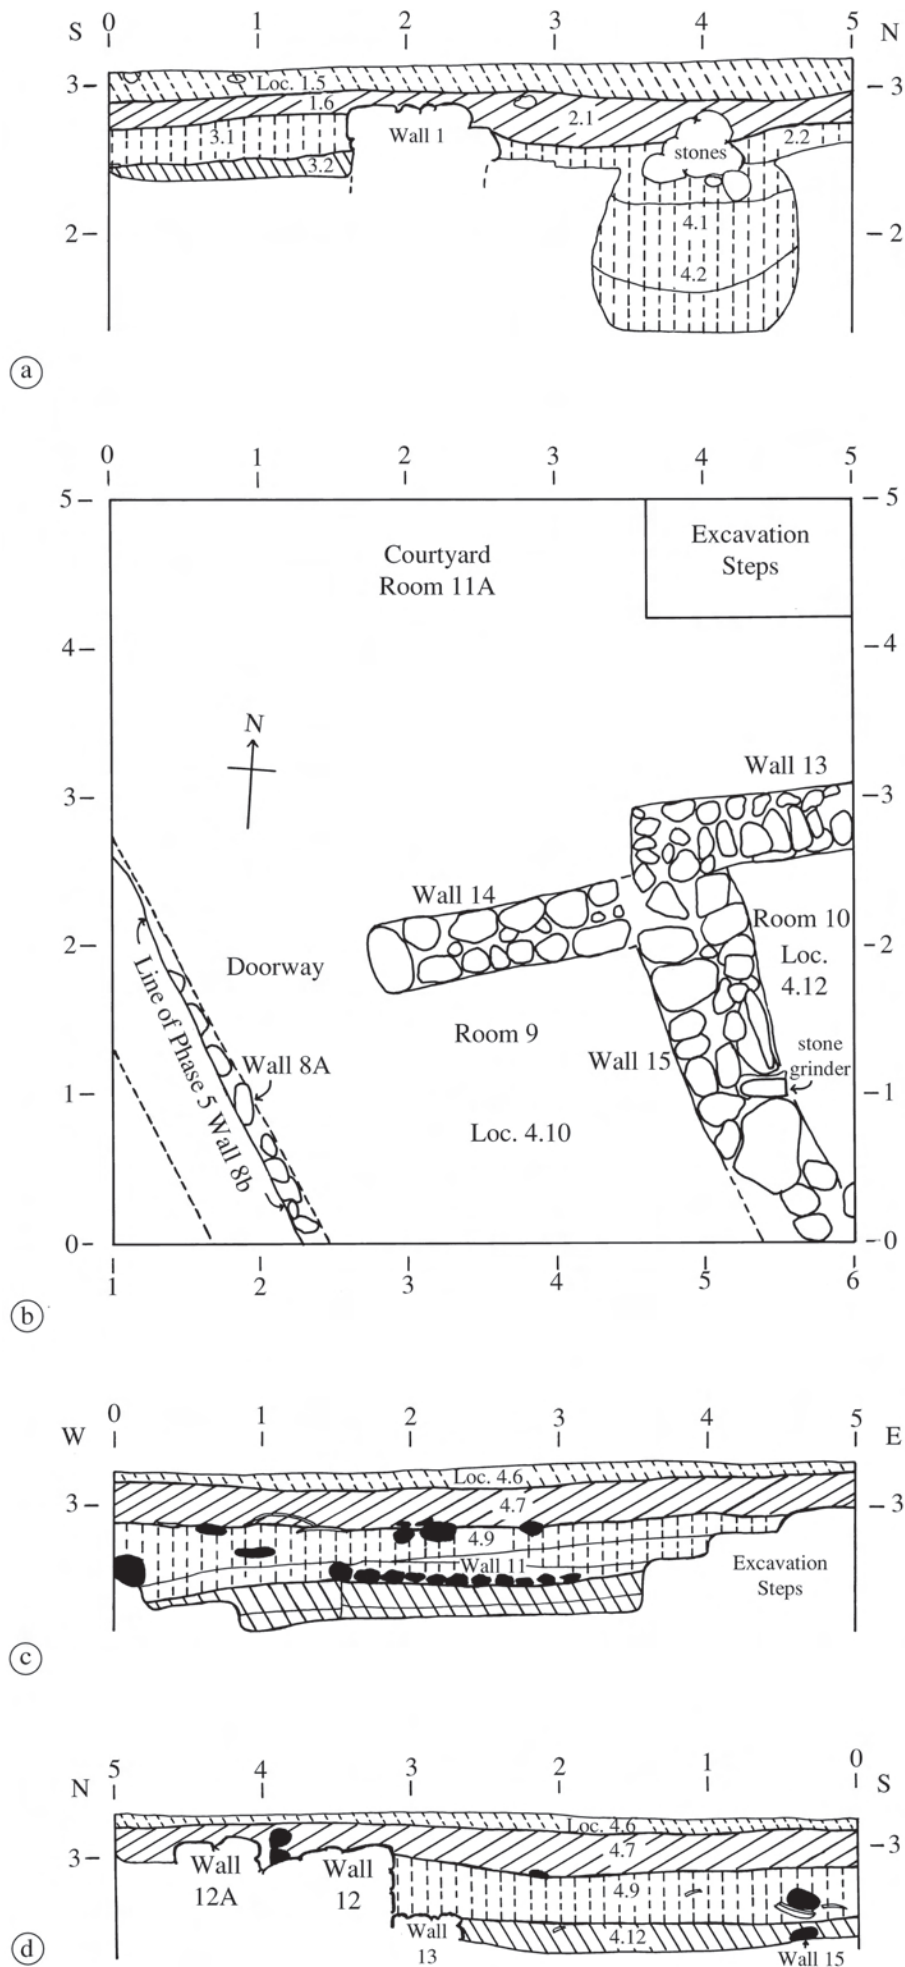 0 1 2 3 4 5
S N
3 3
Loc. 1.5
1.6
2.1
3.1 Wall 1 stones 2.2
3.2
4.1
2 2
4.2
a
0 1 2 3 4 5
5 5
Courtyard
Room 11A
Excavation
Steps
4 4
N
Wall 13
3 3
Wall 14
Room 10
2 2
Doorway
Loc.
4.12
Line of Phase 5 Wall 8b
Room 9
stone
grinder
Wall 8A
Wall 15
1 1
Loc. 4.10
0 0
1 2 3 4 5 6
b
0 1 2 3 4 5
W E
Loc. 4.6
3 3
4.7
4.9
Wall 11
Excavation
Steps
c
5 4 3 2 1 0
N S
Loc. 4.6
3 3
4.7
Wall
12A
Wall
12
4.9
Wall
13
4.12
Wall 15
d